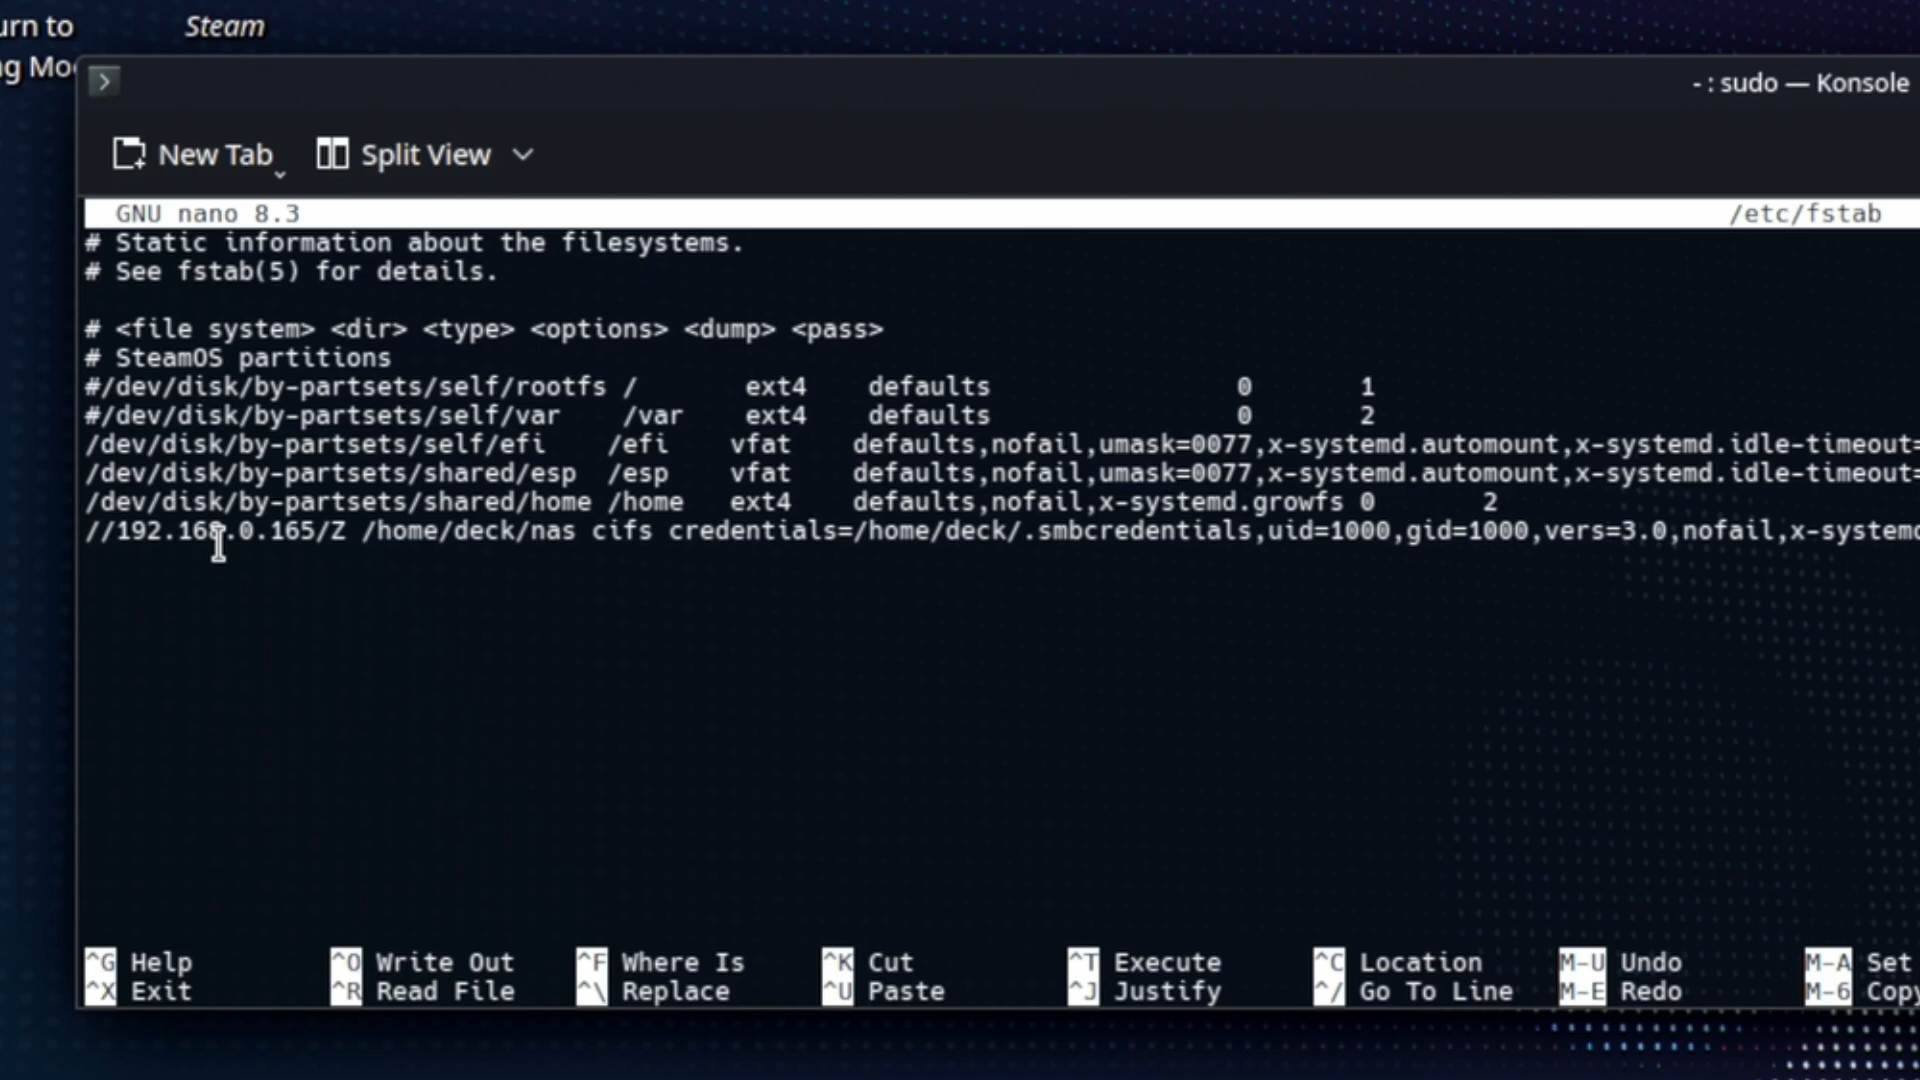 urn to
ng Mo
Steam
- : sudo — Konsole
New Tab
Split View
GNU nano 8.3 /etc/fstab
# Static information about the filesystems.
# See fstab(5) for details.
# <file system> <dir> <type> <options> <dump> <pass>
# SteamOS partitions
#/dev/disk/by-partsets/self/rootfs / ext4 defaults 0 1
#/dev/disk/by-partsets/self/var /var ext4 defaults 0 2
/dev/disk/by-partsets/self/efi /efi vfat defaults,nofail,umask=0077,x-systemd.automount,x-systemd.idle-timeout=
/dev/disk/by-partsets/shared/esp /esp vfat defaults,nofail,umask=0077,x-systemd.automount,x-systemd.idle-timeout=
/dev/disk/by-partsets/shared/home /home ext4 defaults,nofail,x-systemd.growfs 0 2
//192.168.0.165/Z /home/deck/nas cifs credentials=/home/deck/.smbcredentials,uid=1000,gid=1000,vers=3.0,nofail,x-systemd
^G Help ^O Write Out ^F Where Is ^K Cut ^T Execute ^C Location M-U Undo M-A Set
^X Exit ^R Read File ^\ Replace ^U Paste ^J Justify ^/ Go To Line M-E Redo M-6 Copy